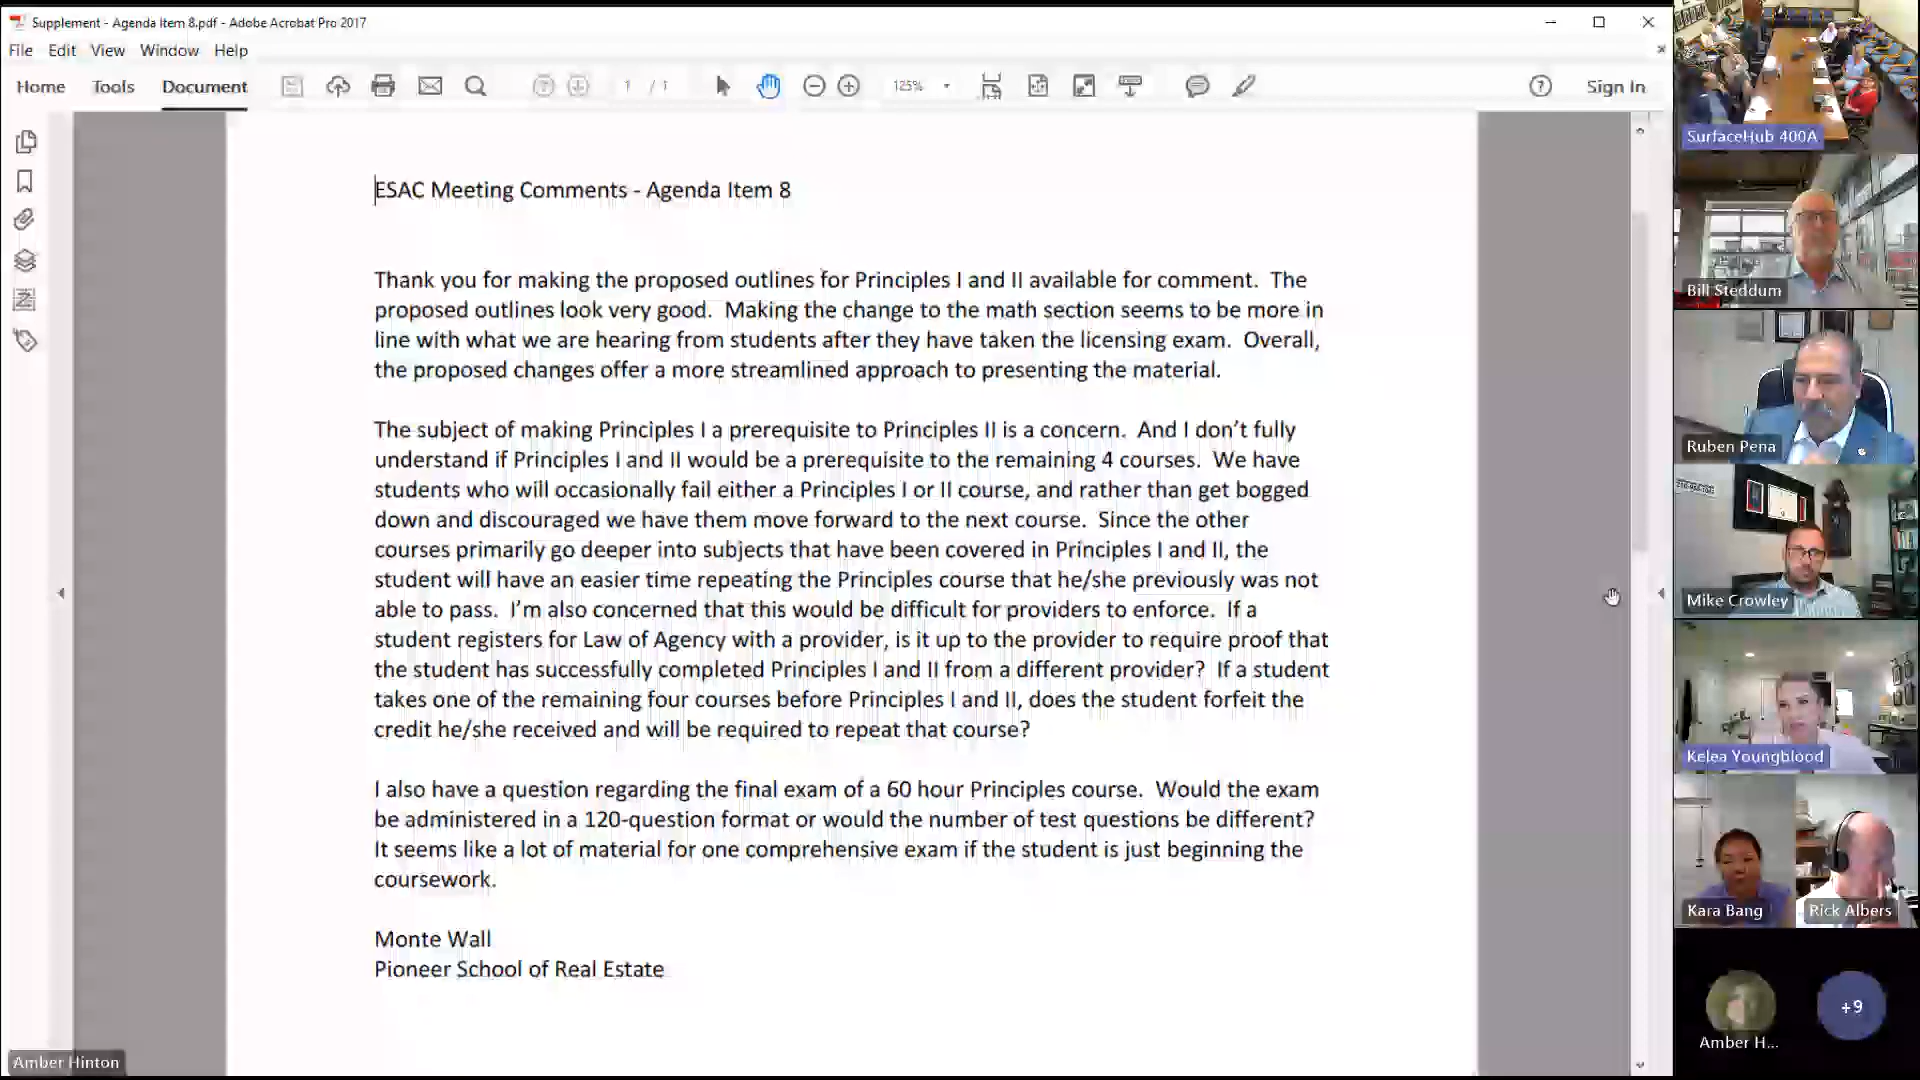 Supplement - Agenda Item 8.pdf - Adobe Acrobat Pro 2017
File Edit View Window Help
Home Tools Document 1 / 1 125% Sign In
ESAC Meeting Comments - Agenda Item 8
Thank you for making the proposed outlines for Principles I and II available for comment. The
proposed outlines look very good. Making the change to the math section seems to be more in
line with what we are hearing from students after they have taken the licensing exam. Overall,
the proposed changes offer a more streamlined approach to presenting the material.
The subject of making Principles I a prerequisite to Principles II is a concern. And I don't fully
understand if Principles I and II would be a prerequisite to the remaining 4 courses. We have
students who will occasionally fail either a Principles I or II course, and rather than get bogged
down and discouraged we have them move forward to the next course. Since the other
courses primarily go deeper into subjects that have been covered in Principles I and II, the
student will have an easier time repeating the Principles course that he/she previously was not
able to pass. I'm also concerned that this would be difficult for providers to enforce. If a
student registers for Law of Agency with a provider, is it up to the provider to require proof that
the student has successfully completed Principles I and II from a different provider? If a student
takes one of the remaining four courses before Principles I and II, does the student forfeit the
credit he/she received and will be required to repeat that course?
I also have a question regarding the final exam of a 60 hour Principles course. Would the exam
be administered in a 120-question format or would the number of test questions be different?
It seems like a lot of material for one comprehensive exam if the student is just beginning the
coursework.
Monte Wall
Pioneer School of Real Estate
Amber Hinton
SurfaceHub 400A
Bill Steddum
Ruben Pena
Mike Crowley
Kelea Youngblood
Kara Bang
Rick Albers
Amber H...
+9